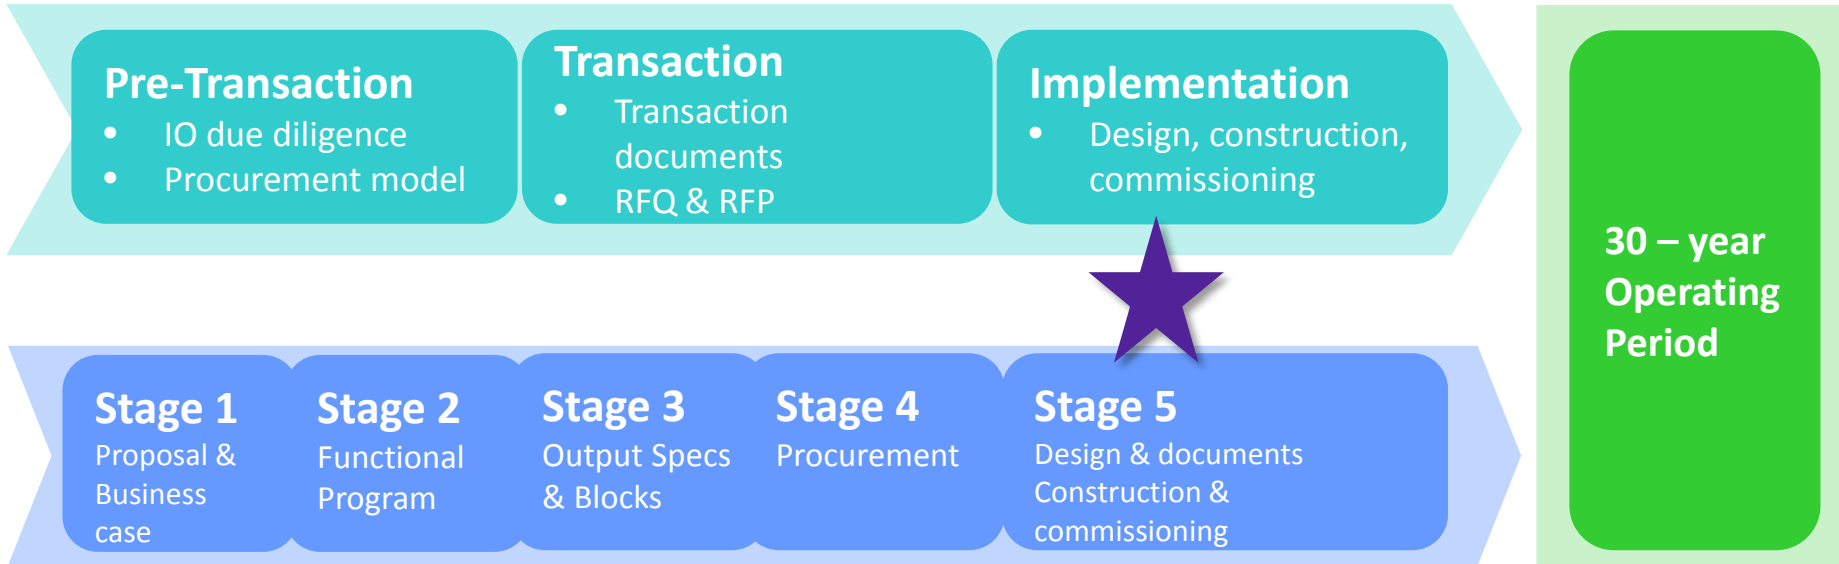 Pre-Transaction
• IO due diligence
• Procurement model
Transaction
• Transaction
documents
• RFQ & RFP
Implementation
• Design, construction,
commissioning
30 – year
Operating
Period
Stage 1
Proposal &
Business
case
Stage 2
Functional
Program
Stage 3
Output Specs
& Blocks
Stage 4
Procurement
Stage 5
Design & documents
Construction &
commissioning